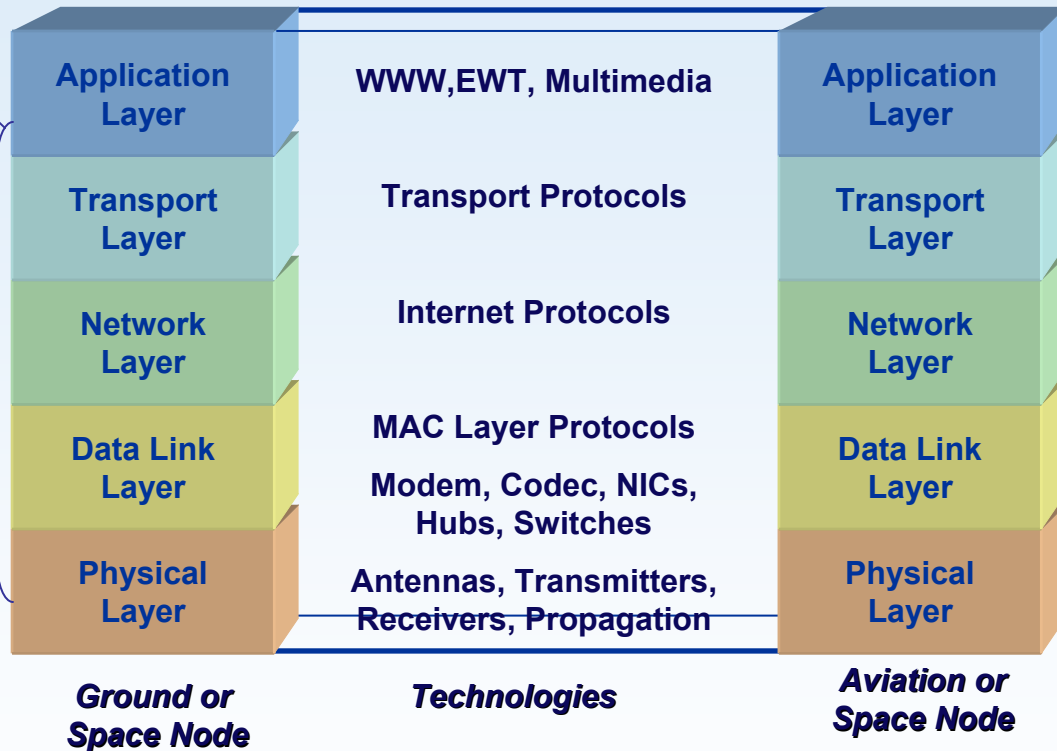 Application
Layer
Transport
Layer
Network
Layer
Data Link
Layer
Physical
Layer
Ground or
Space Node
WWW,EWT, Multimedia
Transport Protocols
Internet Protocols
MAC Layer Protocols
Modem, Codec, NICs,
Hubs, Switches
Antennas, Transmitters,
Receivers, Propagation
Technologies
Application
Layer
Transport
Layer
Network
Layer
Data Link
Layer
Physical
Layer
Aviation or
Space Node